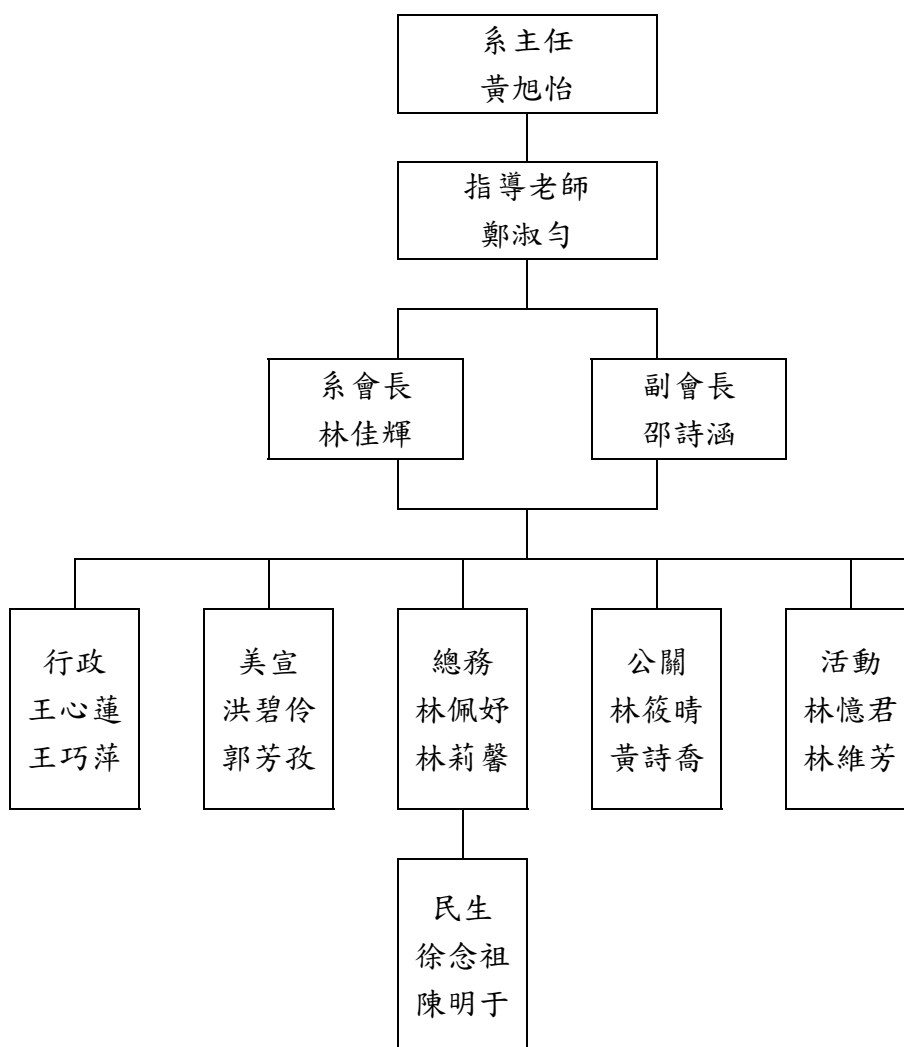 系主任
黃旭怡
指導老師
鄭淑勻
系會長
林佳輝
副會長
邵詩涵
行政
王心蓮
王巧萍
美宣
洪碧伶
郭芳孜
總務
林佩妤
林莉馨
公關
林筱晴
黃詩喬
活動
林憶君
林維芳
民生
徐念祖
陳明于